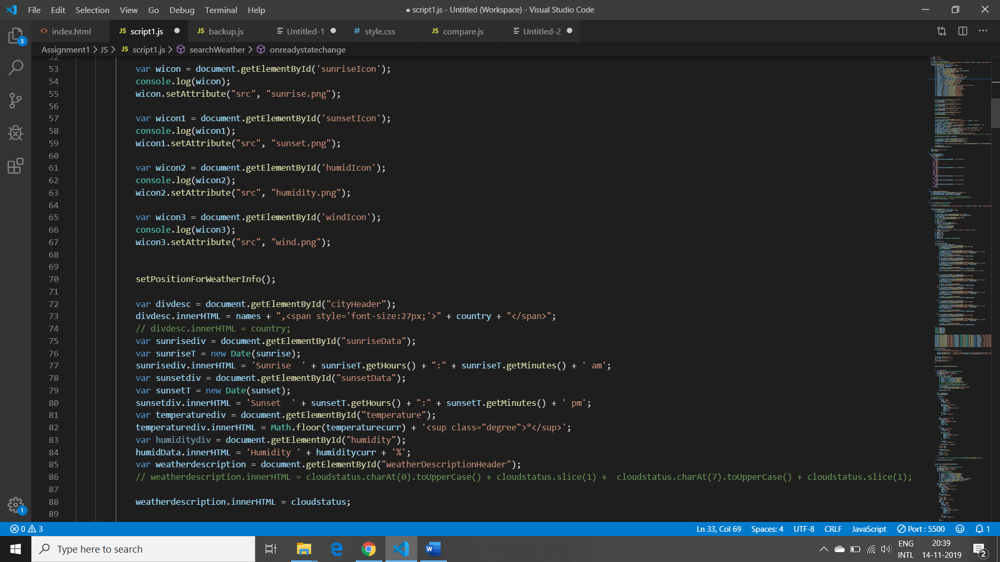 File Edit Selection View Go Debug Terminal Help
● script1.js - Untitled (Workspace) - Visual Studio Code
<> index.html
JS script1.js ●
JS backup.js
Untitled-1 ●
# style.css
JS compare.js
Untitled-2 ●
Assignment1 > JS > JS script1.js > searchWeather > onreadystatechange
3
52
53 var wicon = document.getElementById('sunriseIcon');
54 console.log(wicon);
55 wicon.setAttribute("src", "sunrise.png");
56
57 var wicon1 = document.getElementById('sunsetIcon');
58 console.log(wicon1);
59 wicon1.setAttribute("src", "sunset.png");
60
61 var wicon2 = document.getElementById('humidIcon');
62 console.log(wicon2);
63 wicon2.setAttribute("src", "humidity.png");
64
65 var wicon3 = document.getElementById('windIcon');
66 console.log(wicon3);
67 wicon3.setAttribute("src", "wind.png");
68
69
70 setPositionForWeatherInfo();
71
72 var divdesc = document.getElementById("cityHeader");
73 divdesc.innerHTML = names + ",<span style='font-size:27px;'>" + country + "</span>";
74 // divdesc.innerHTML = country;
75 var sunrisediv = document.getElementById("sunriseData");
76 var sunriseT = new Date(sunrise);
77 sunrisediv.innerHTML = 'Sunrise  ' + sunriseT.getHours() + ":" + sunriseT.getMinutes() + ' am';
78 var sunsetdiv = document.getElementById("sunsetData");
79 var sunsetT = new Date(sunset);
80 sunsetdiv.innerHTML = 'Sunset  ' + sunsetT.getHours() + ":" + sunsetT.getMinutes() + ' pm';
81 var temperaturediv = document.getElementById("temperature");
82 temperaturediv.innerHTML = Math.floor(temperaturecurr) + '<sup class="degree">°</sup>';
83 var humiditydiv = document.getElementById("humidity");
84 humidData.innerHTML = 'Humidity ' + humiditycurr + '%';
85 var weatherdescription = document.getElementById("weatherDescriptionHeader");
86 // weatherdescription.innerHTML = cloudstatus.charAt(0).toUpperCase() + cloudstatus.slice(1) +  cloudstatus.charAt(7).toUpperCase() + cloudstatus.slice(1);
87
88 weatherdescription.innerHTML = cloudstatus;
89
1
0 3
Ln 33, Col 69 Spaces: 4 UTF-8 CRLF JavaScript Port : 5500 1
Type here to search
W
ENG
INTL
20:39
14-11-2019
2